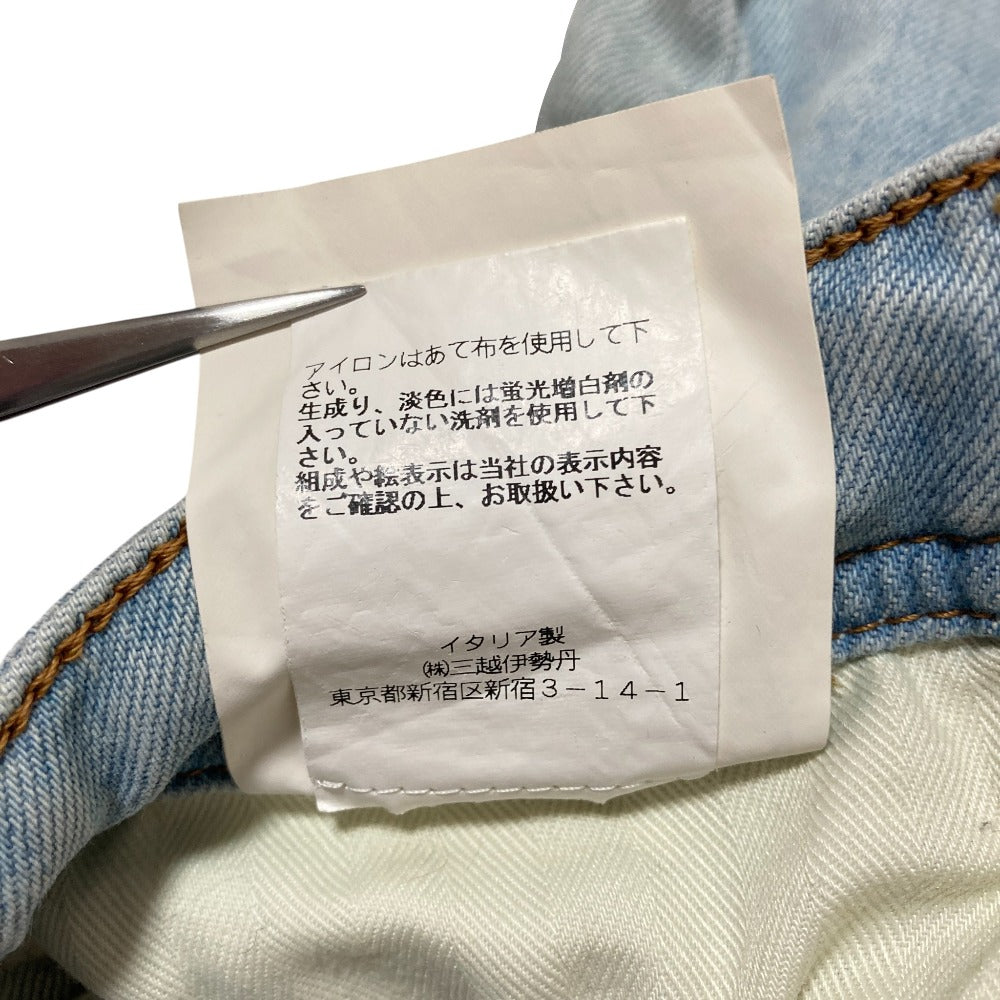 アイロンはあて布を使用して下
さい。
生成り、淡色には蛍光増白剤の
入っていない洗剤を使用して下
さい。
組成や絵表示は当社の表示内容
をご確認の上、お取扱い下さい。
イタリア製
㈱三越伊勢丹
東京都新宿区新宿3－14－1